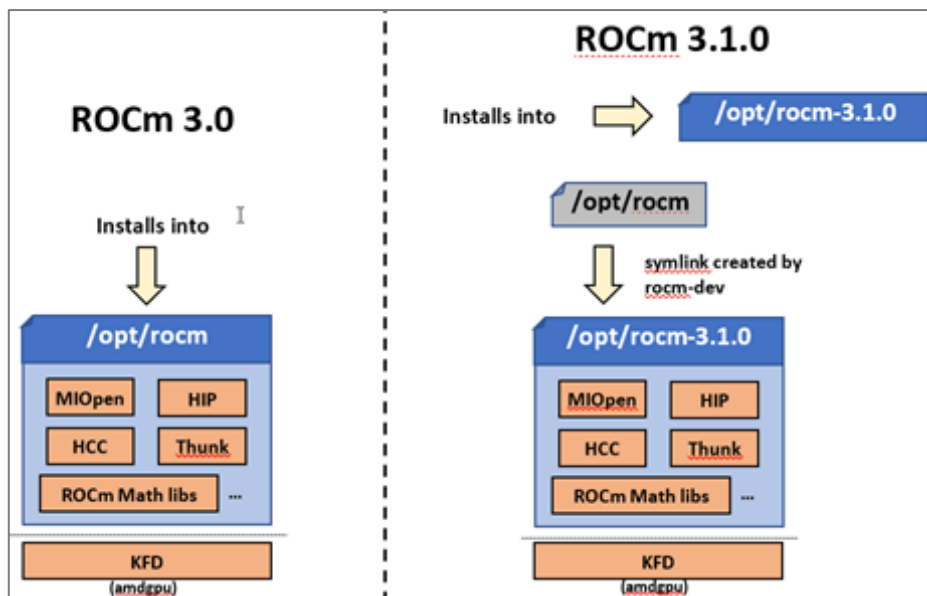 ROCm 3.0
Installs into
/opt/rocm
MIOpen
HIP
HCC
Thunk
ROCm Math libs
...
KFD
(amdgpu)
ROCm 3.1.0
Installs into
/opt/rocm-3.1.0
/opt/rocm
symlink created by
rocm-dev
/opt/rocm-3.1.0
MIOpen
HIP
HCC
Thunk
ROCm Math libs
...
KFD
(amdgpu)